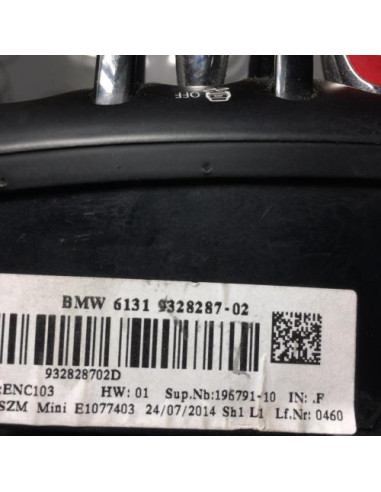 OFF
BMW 6131 9328287-02
932828702D
:ENC103 HW: 01 Sup.Nb:196791-10 IN: .F
SZM Mini E1077403 24/07/2014 Sh1 L1 Lf.Nr: 0460